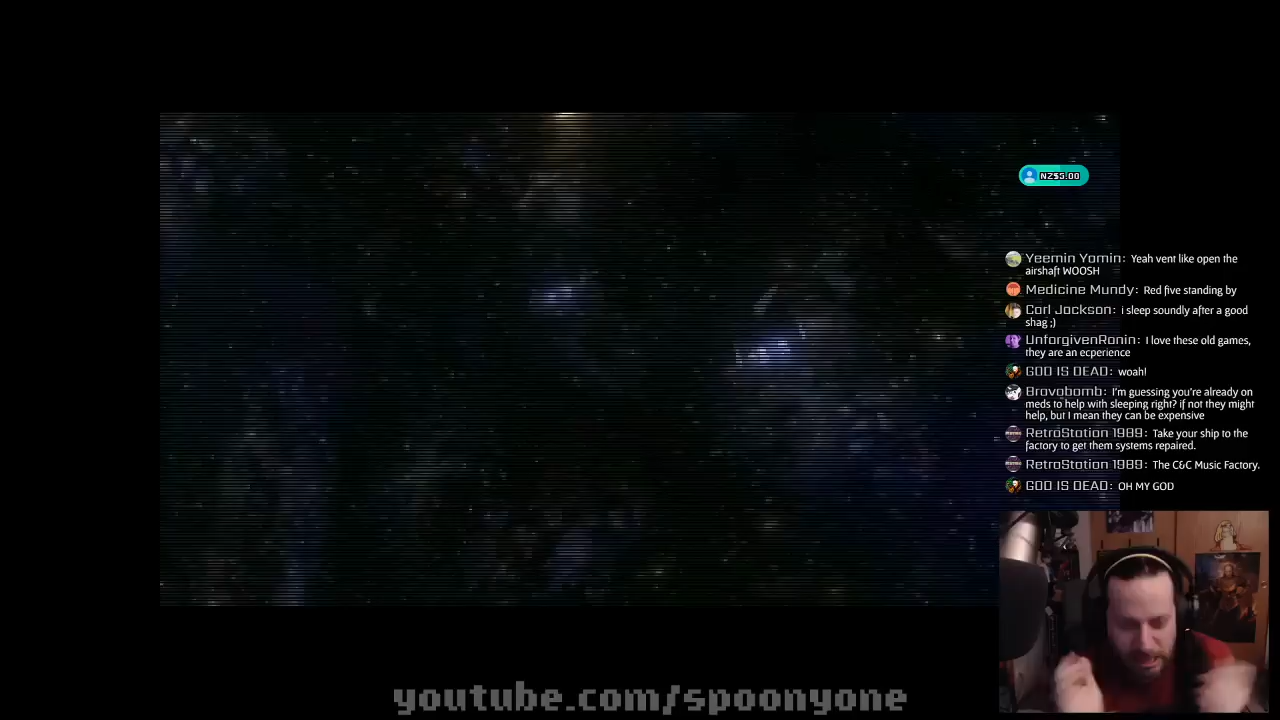 NZ$5.00
Yeemin Yomin: Yeah vent like open the
airshaft WOOSH
Medicine Mundy: Red five standing by
Carl Jackson: i sleep soundly after a good
shag ;)
UnforgivenRonin: I love these old games,
they are an ecperience
GOD IS DEAD: woah!
Bravobomb: I'm guessing you're already on
meds to help with sleeping right? if not they might
help, but I mean they can be expensive
RetroStation 1989: Take your ship to the
factory to get them systems repaired.
RetroStation 1989: The C&C Music Factory.
GOD IS DEAD: OH MY GOD
youtube.com/spoonyone